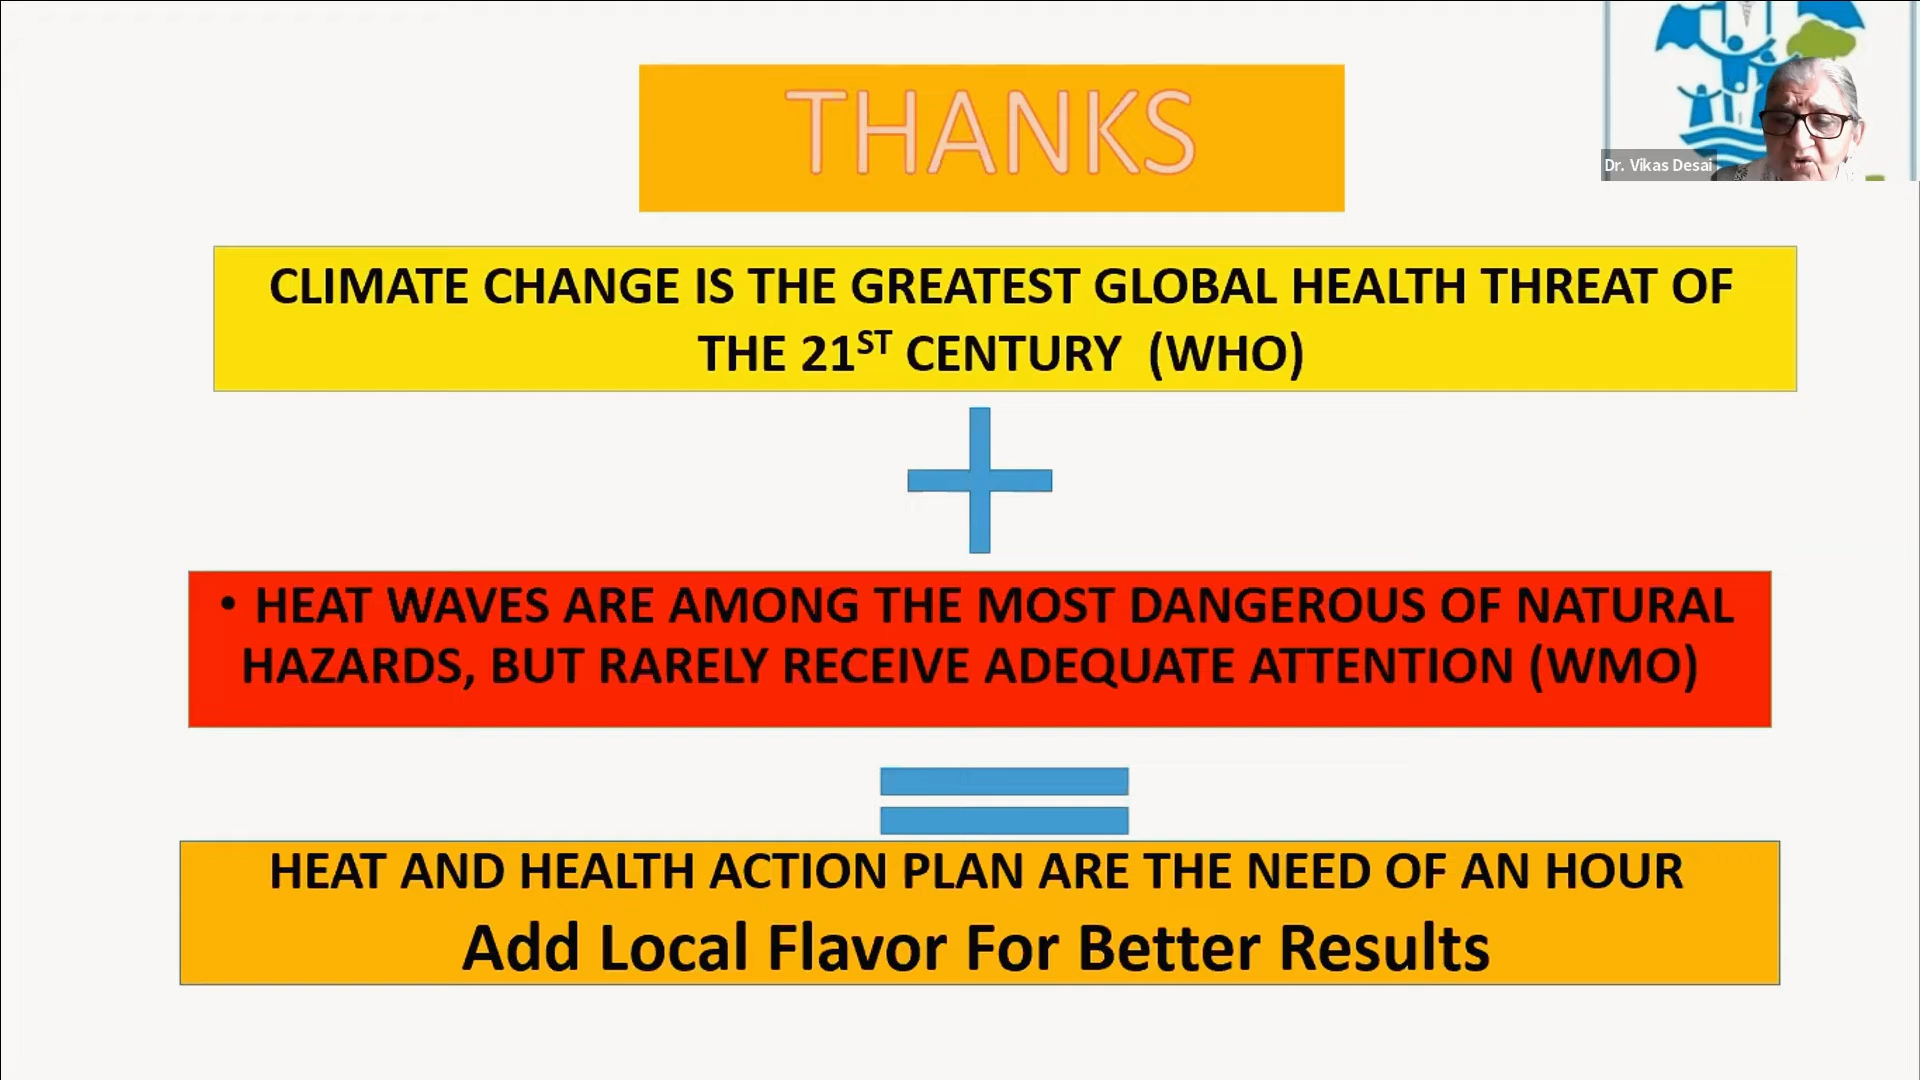 THANKS
Dr. Vikas Desai
CLIMATE CHANGE IS THE GREATEST GLOBAL HEALTH THREAT OF
THE 21ST CENTURY (WHO)
• HEAT WAVES ARE AMONG THE MOST DANGEROUS OF NATURAL
HAZARDS, BUT RARELY RECEIVE ADEQUATE ATTENTION (WMO)
HEAT AND HEALTH ACTION PLAN ARE THE NEED OF AN HOUR
Add Local Flavor For Better Results